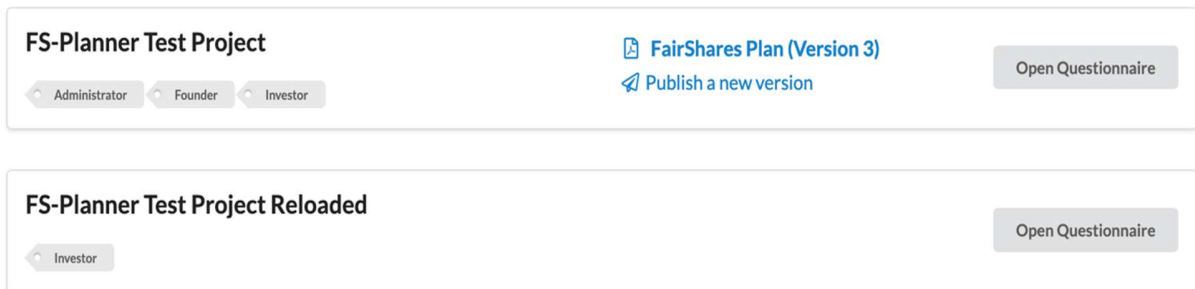 FS-Planner Test Project
FairShares Plan (Version 3)
Publish a new version
Open Questionnaire
Administrator
Founder
Investor
FS-Planner Test Project Reloaded
Open Questionnaire
Investor